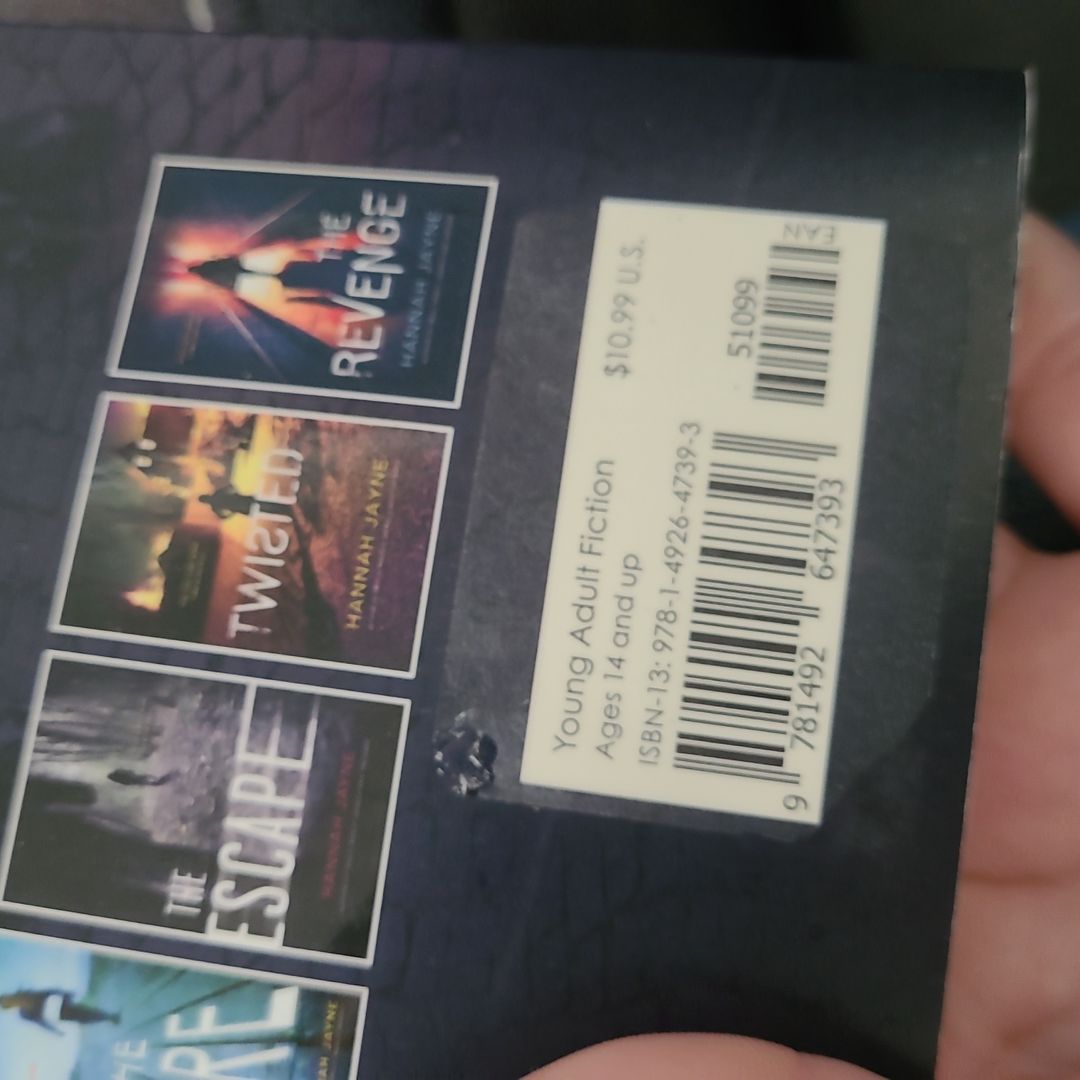 THE
REVENGE
HANNAH JAYNE
TWISTED
HANNAH JAYNE
THE
ESCAPE
HANNAH JAYNE
HANNAH JAYNE
Young Adult Fiction $10.99 U.S.
Ages 14 and up
ISBN-13: 978-1-4926-4739-3
51099
EAN
9 781492 647393